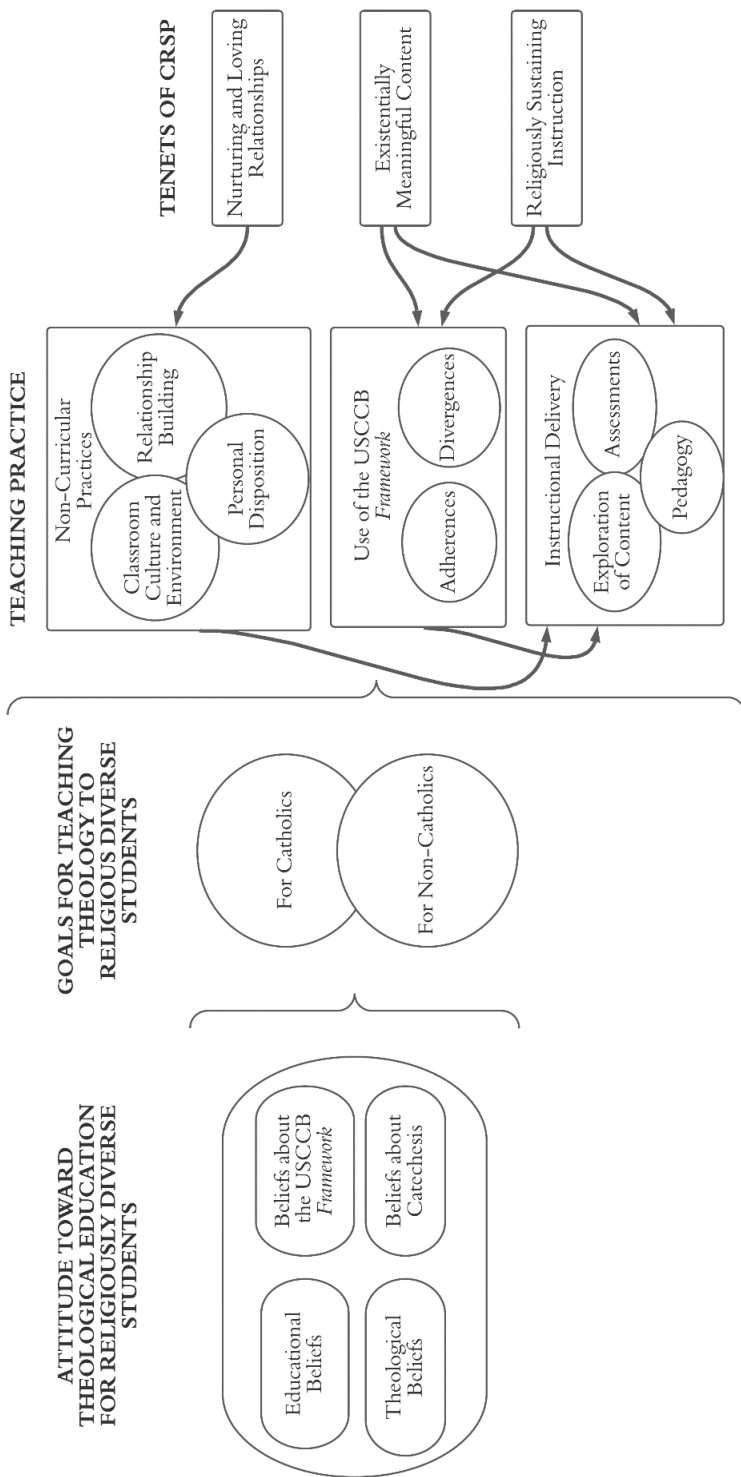 ATTITUDE TOWARD
THEOLOGICAL EDUCATION
FOR RELIGIOUSLY DIVERSE
STUDENTS
Educational
Beliefs
Beliefs about
the USCCB
Framework
Theological
Beliefs
Beliefs about
Catechesis
GOALS FOR TEACHING
THEOLOGY TO
RELIGIOUS DIVERSE
STUDENTS
For Catholics
For Non-Catholics
TEACHING PRACTICE
Non-Curricular
Practices
Classroom
Culture and
Environment
Relationship
Building
Personal
Disposition
Use of the USCCB
Framework
Adherences
Divergences
Instructional Delivery
Exploration
of Content
Assessments
Pedagogy
TENETS OF CRSP
Nurturing and Loving
Relationships
Existentially
Meaningful Content
Religiously Sustaining
Instruction